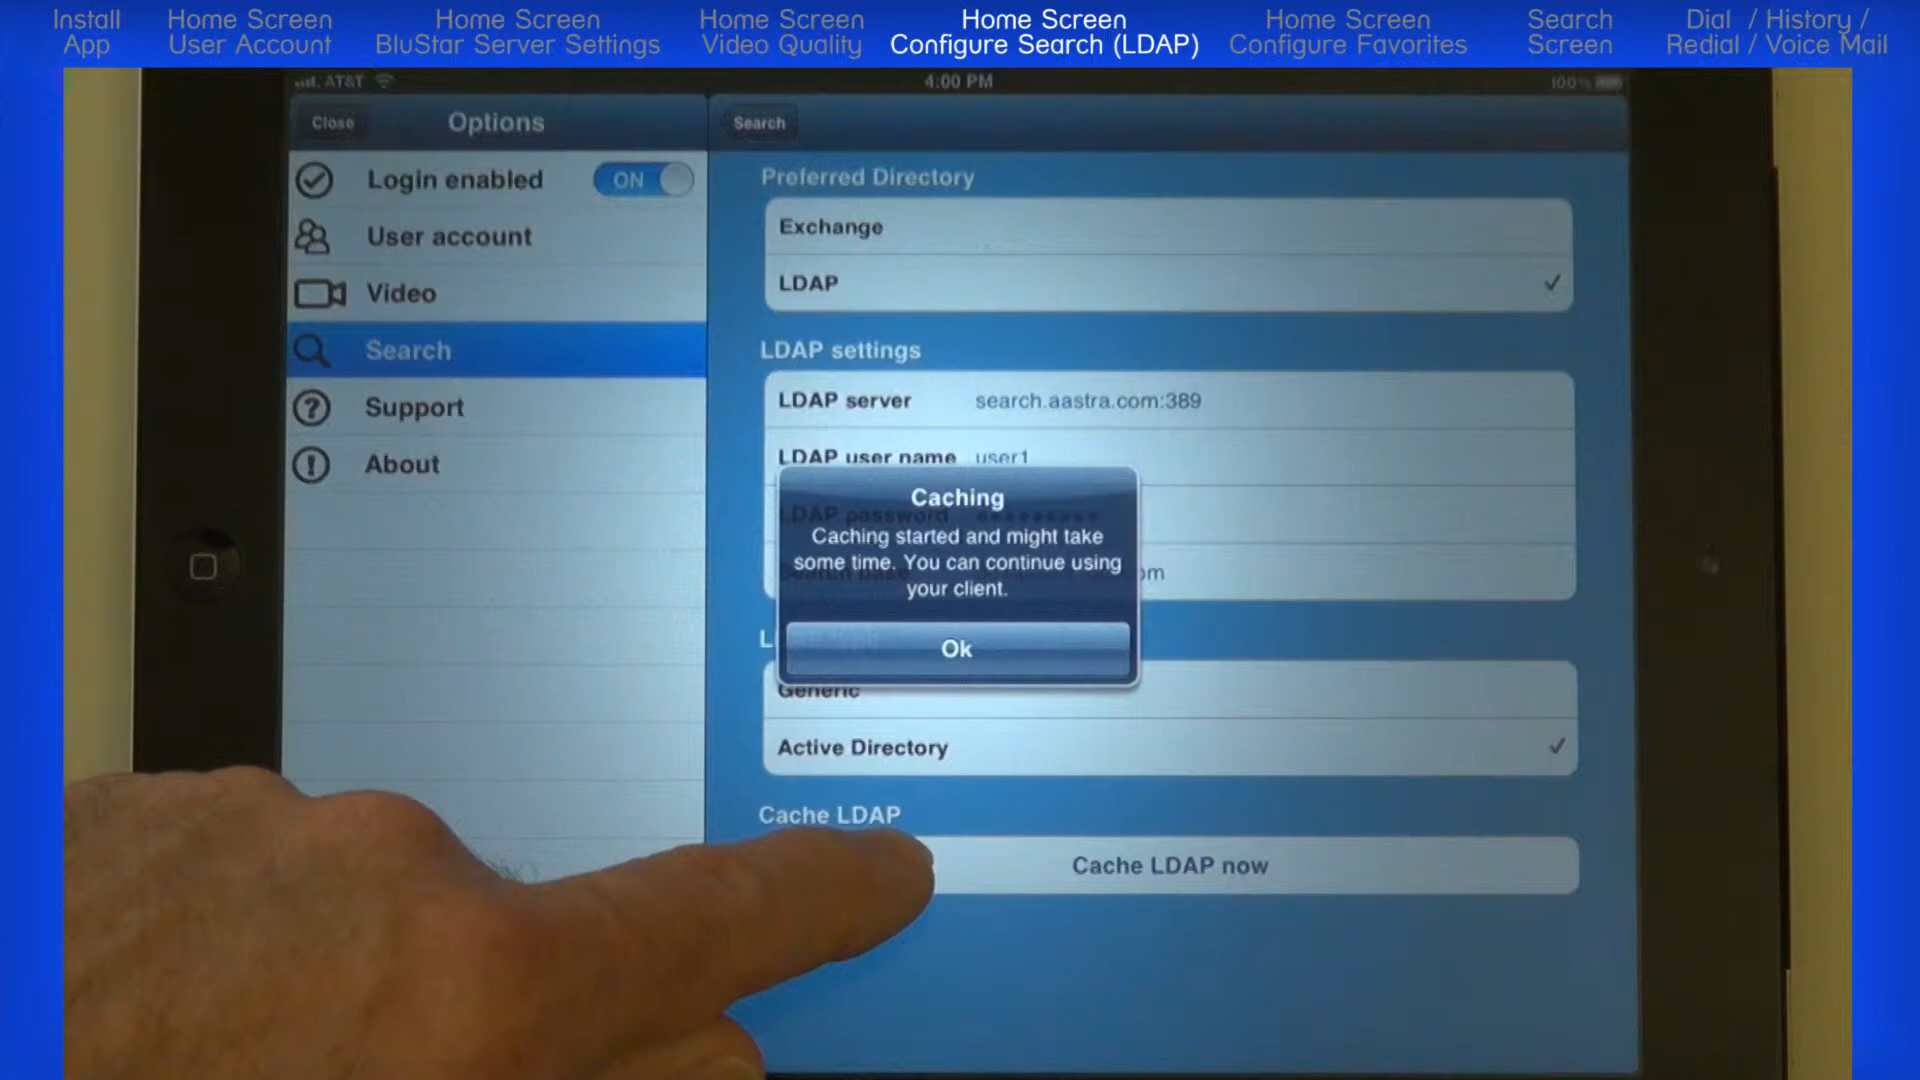 Install
App
Home Screen
User Account
Home Screen
BluStar Server Settings
Home Screen
Video Quality
Home Screen
Configure Search (LDAP)
Home Screen
Configure Favorites
Search
Screen
Dial / History /
Redial / Voice Mail
AT&T
4:00 PM
100%
Close
Options
Search
Login enabled
ON
User account
Video
Search
Support
About
Preferred Directory
Exchange
LDAP
LDAP settings
LDAP server search.aastra.com:389
LDAP user name user1
LDAP password
Caching
Caching started and might take
some time. You can continue using
your client.
Ok
Generic
Active Directory
Cache LDAP
Cache LDAP now